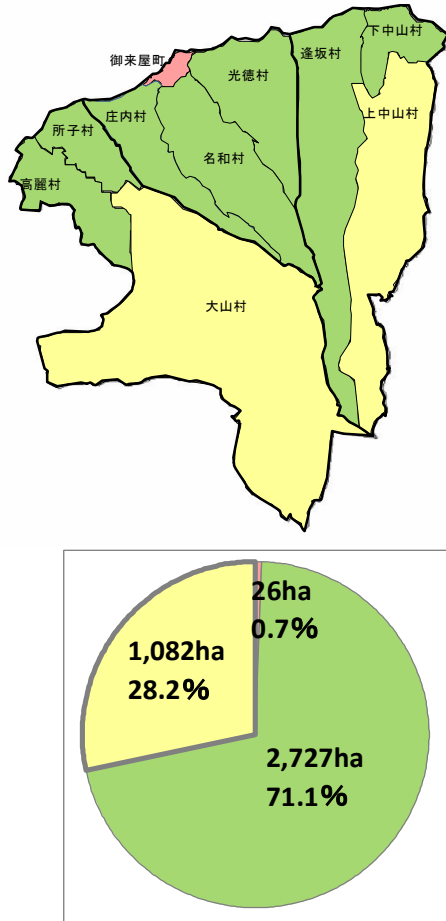 下中山村
御来屋町
光徳村
逢坂村
上中山村
庄内村
所子村
名和村
高麗村
大山村
26ha
0.7%
1,082ha
28.2%
2,727ha
71.1%